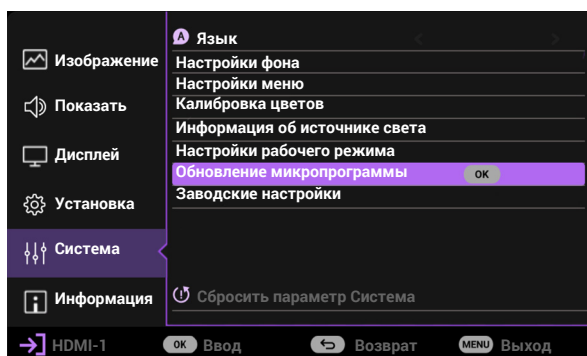 Изображение
Показать
Дисплей
Установка
Система
Информация
A Язык
Настройки фона
Настройки меню
Калибровка цветов
Информация об источнике света
Настройки рабочего режима
Обновление микропрограммы OK
Заводские настройки
Сбросить параметр Система
HDMI-1 OK Ввод Возврат MENU Выход